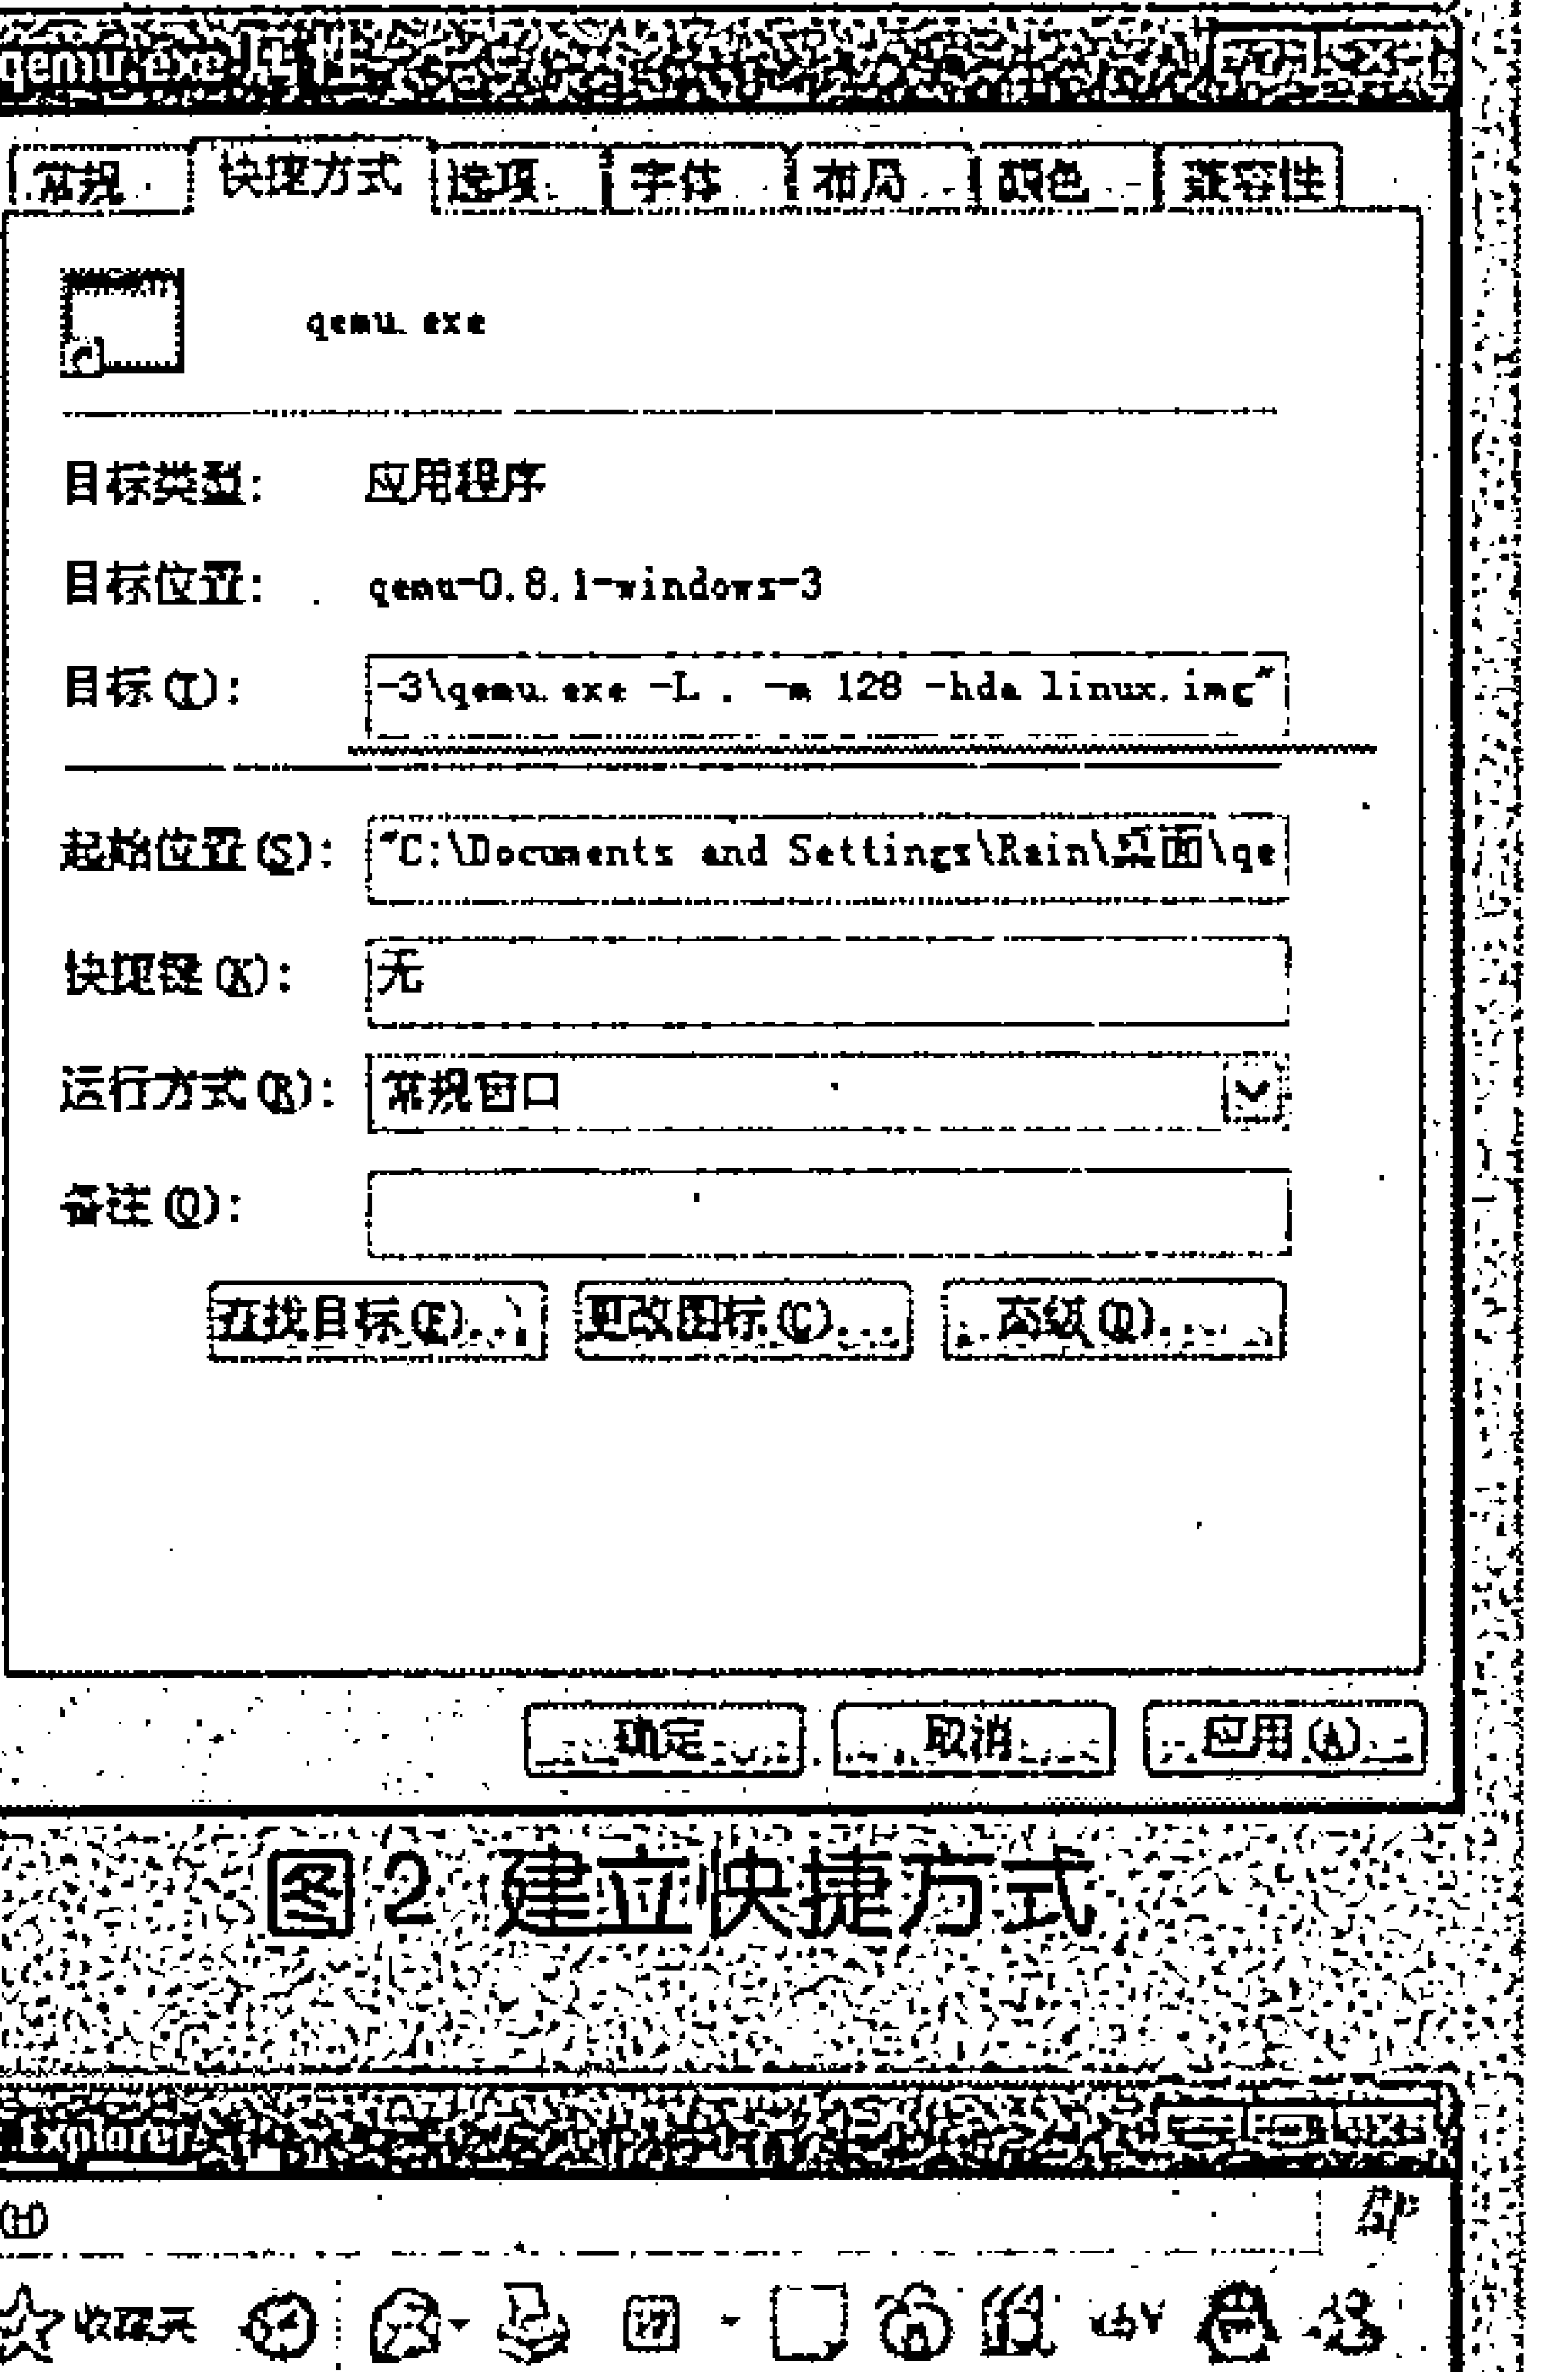 qemu.exe 属性
常规 快捷方式 选项 字体 布局 颜色 兼容性
qemu.exe
目标类型: 应用程序
目标位置: qemu-0.8.1-windows-3
目标(T): -3\qemu.exe -L . -m 128 -hda linux.img"
起始位置(S): "C:\Documents and Settings\Rain\桌面\qe
快捷键(K): 无
运行方式(R): 常规窗口
备注(O):
查找目标(F)... 更改图标(C)... 高级(D)...
确定 取消 应用(A)
图2 建立快捷方式
Explorer
(H)
收藏夹